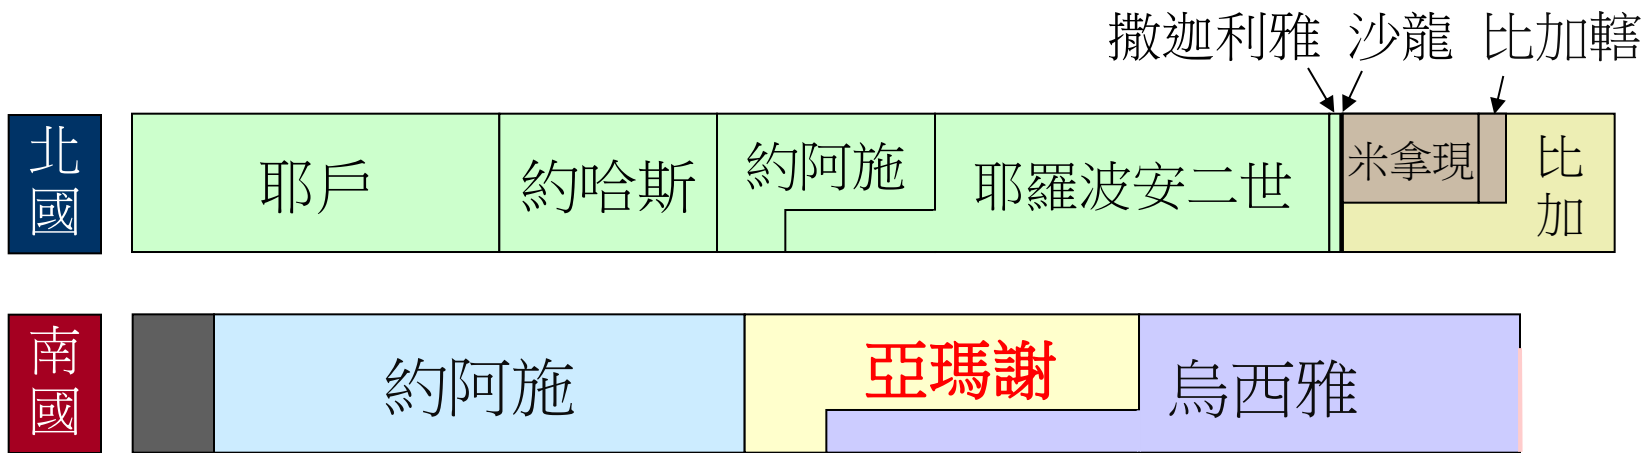 撒迦利雅 沙龍 比加轄
北國
耶戶 約哈斯 約阿施 耶羅波安二世 米拿現 比加
南國
約阿施 亞瑪謝 烏西雅